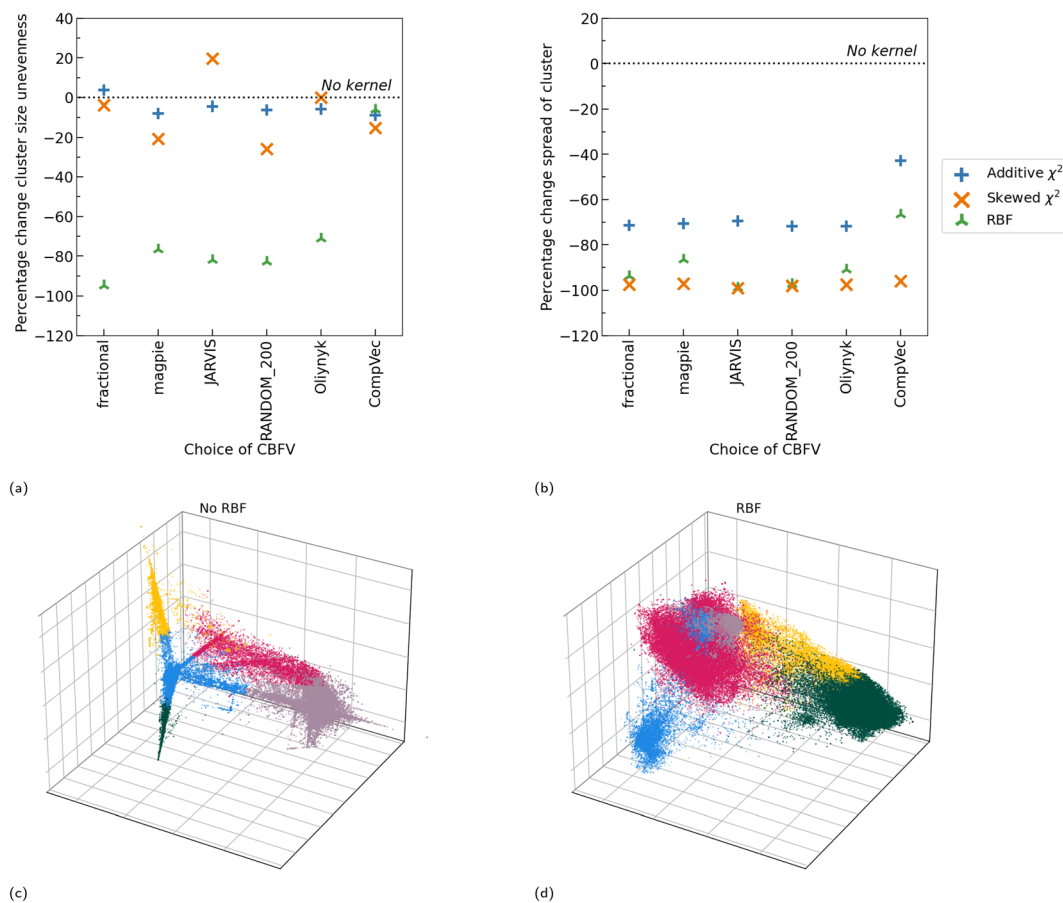 Percentage change cluster size unevenness
40
20
0
−20
−40
−60
−80
−100
−120
No kernel
fractional
magpie
JARVIS
RANDOM_200
Oliynyk
CompVec
Choice of CBFV
(a)
Percentage change spread of cluster
20
0
−20
−40
−60
−80
−100
−120
No kernel
fractional
magpie
JARVIS
RANDOM_200
Oliynyk
CompVec
Choice of CBFV
Additive χ²
Skewed χ²
RBF
(b)
No RBF
(c)
RBF
(d)